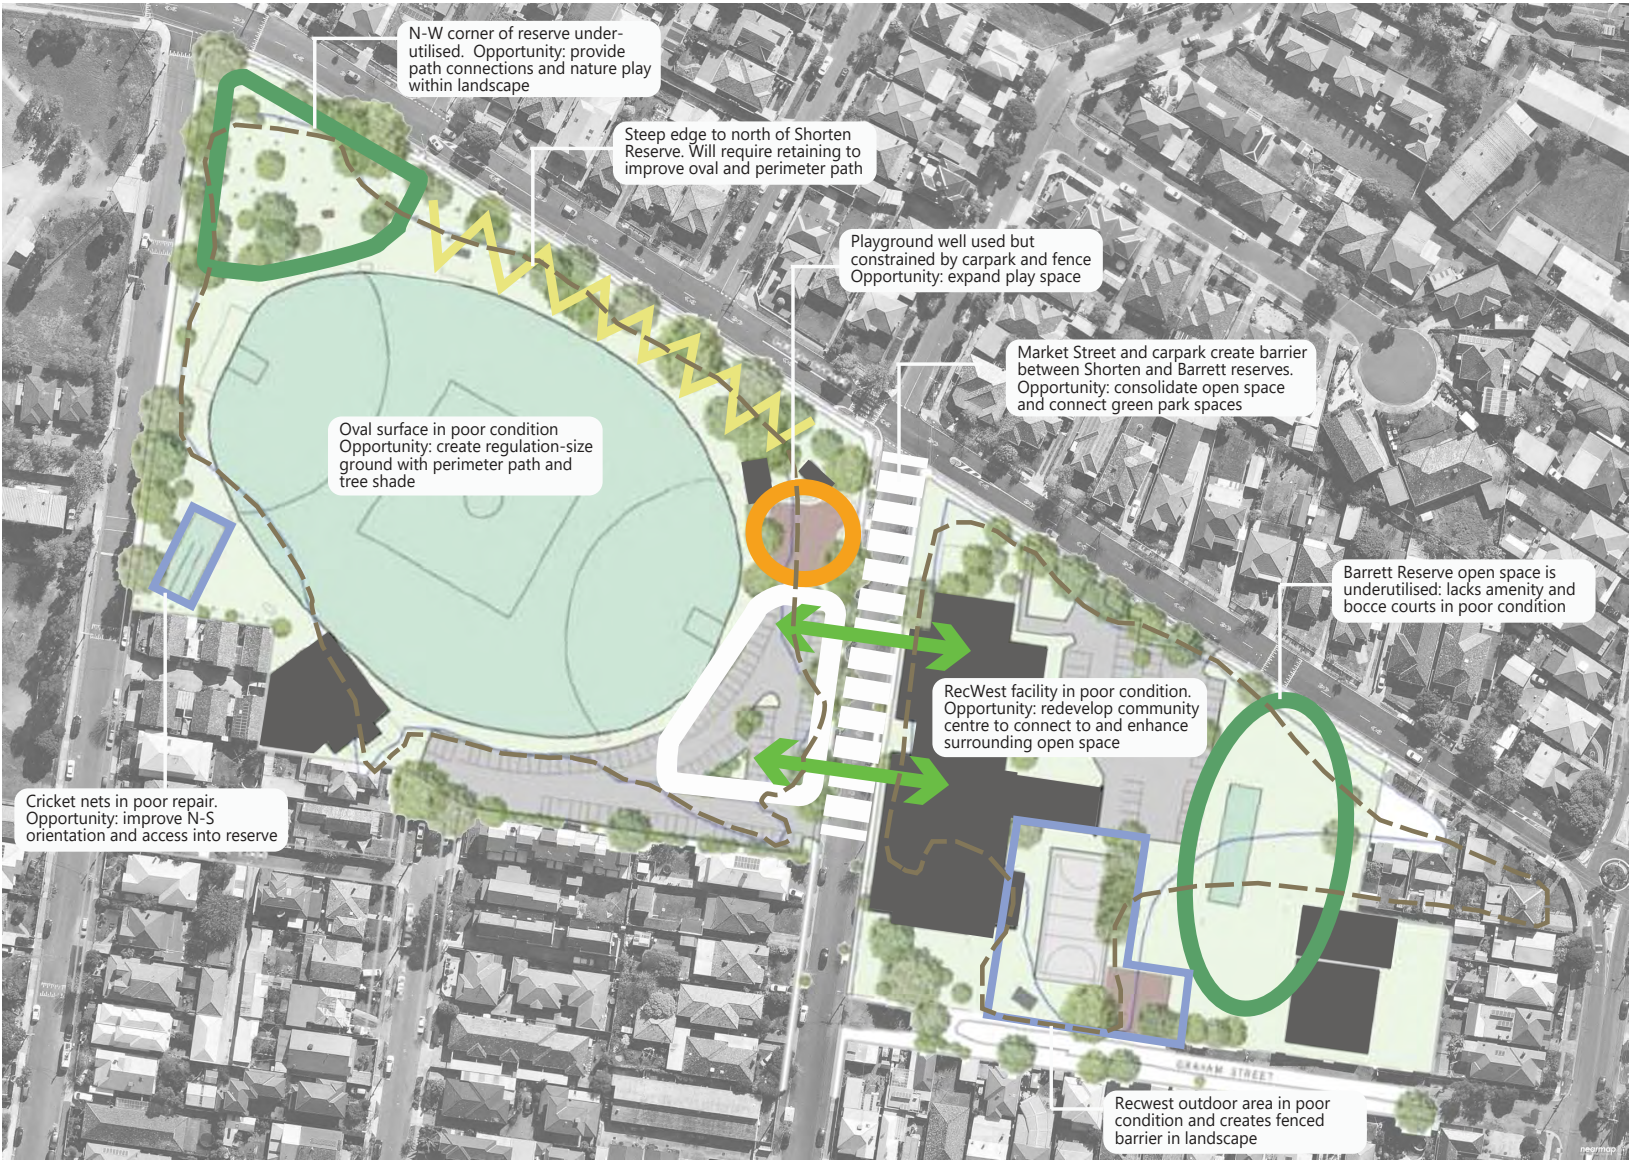 N-W corner of reserve under-
utilised. Opportunity: provide
path connections and nature play
within landscape
Steep edge to north of Shorten
Reserve. Will require retaining to
improve oval and perimeter path
Playground well used but
constrained by carpark and fence
Opportunity: expand play space
Market Street and carpark create barrier
between Shorten and Barrett reserves.
Opportunity: consolidate open space
and connect green park spaces
Oval surface in poor condition
Opportunity: create regulation-size
ground with perimeter path and
tree shade
Barrett Reserve open space is
underutilised: lacks amenity and
bocce courts in poor condition
RecWest facility in poor condition.
Opportunity: redevelop community
centre to connect to and enhance
surrounding open space
Cricket nets in poor repair.
Opportunity: improve N-S
orientation and access into reserve
GRAHAM STREET
Recwest outdoor area in poor
condition and creates fenced
barrier in landscape
nearmap